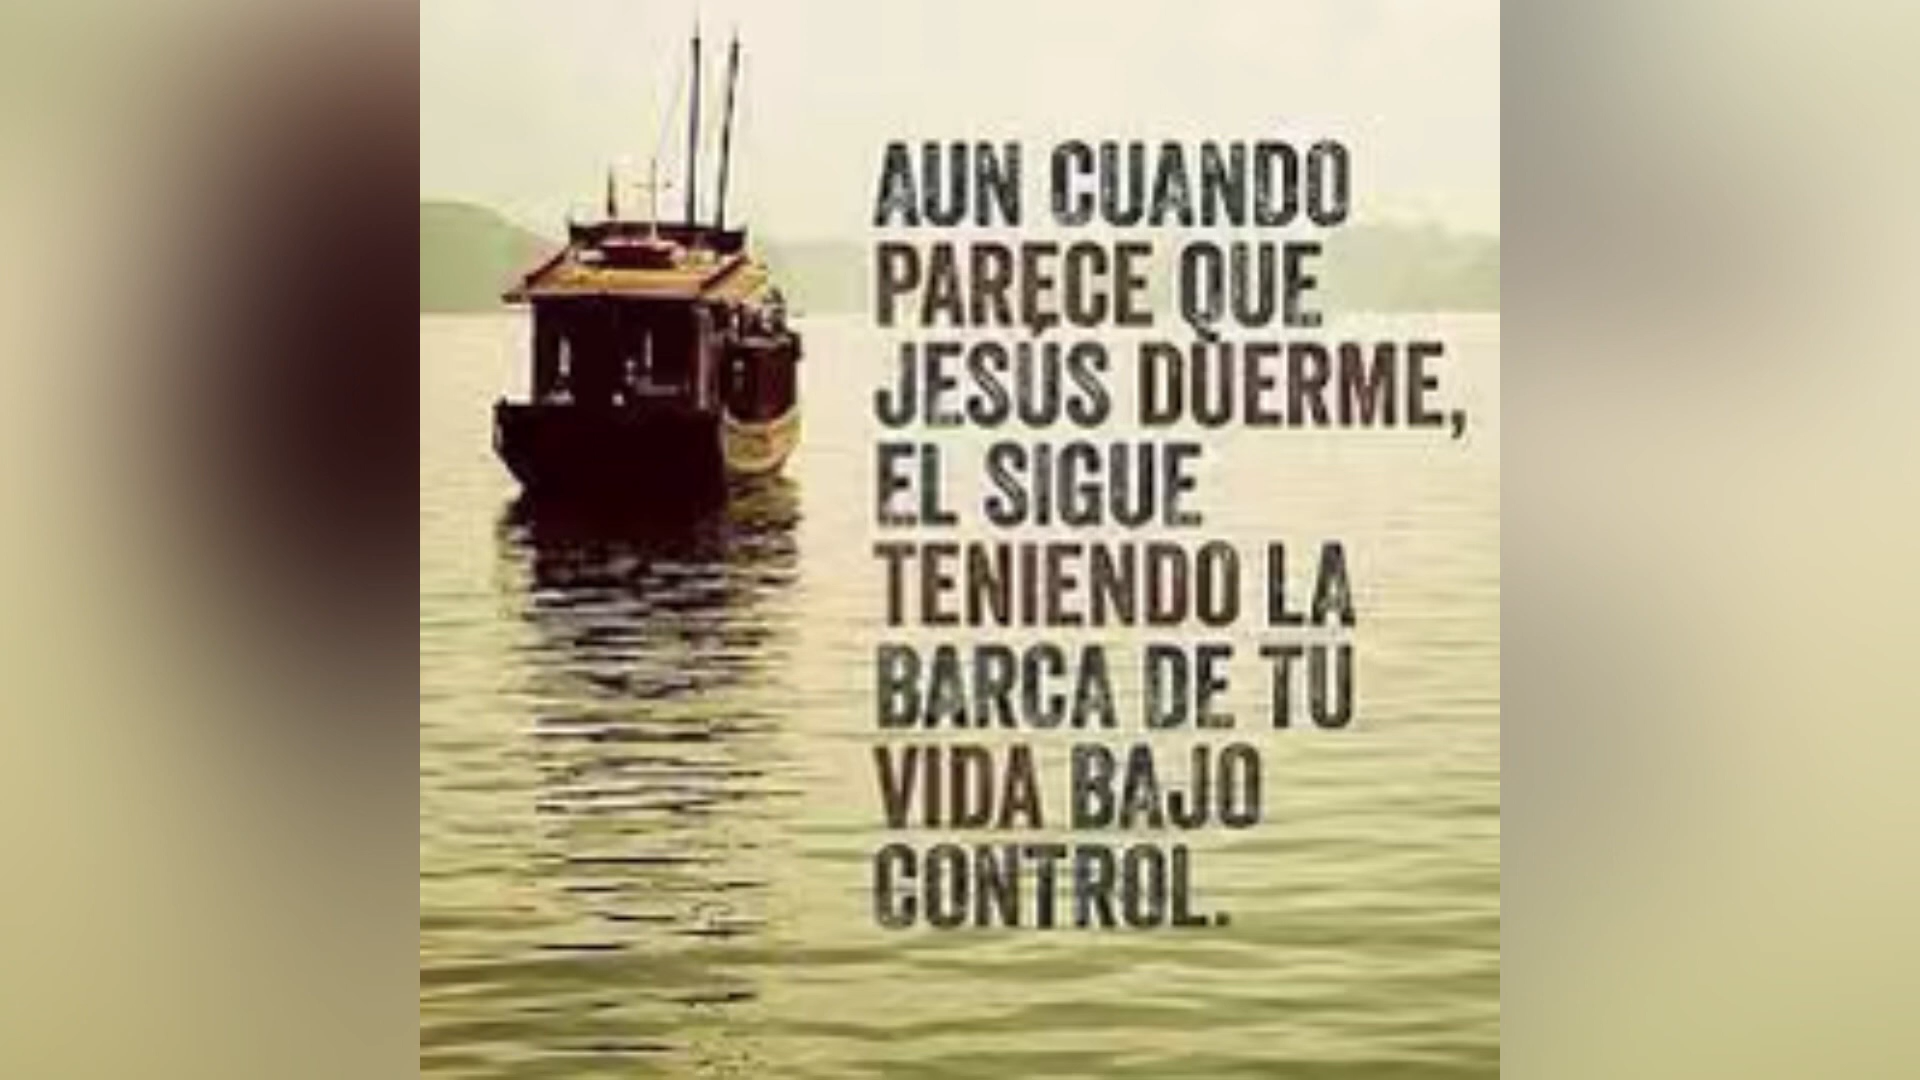 AUN CUANDO
PARECE QUE
JESÚS DUERME,
EL SIGUE
TENIENDO LA
BARCA DE TU
VIDA BAJO
CONTROL.